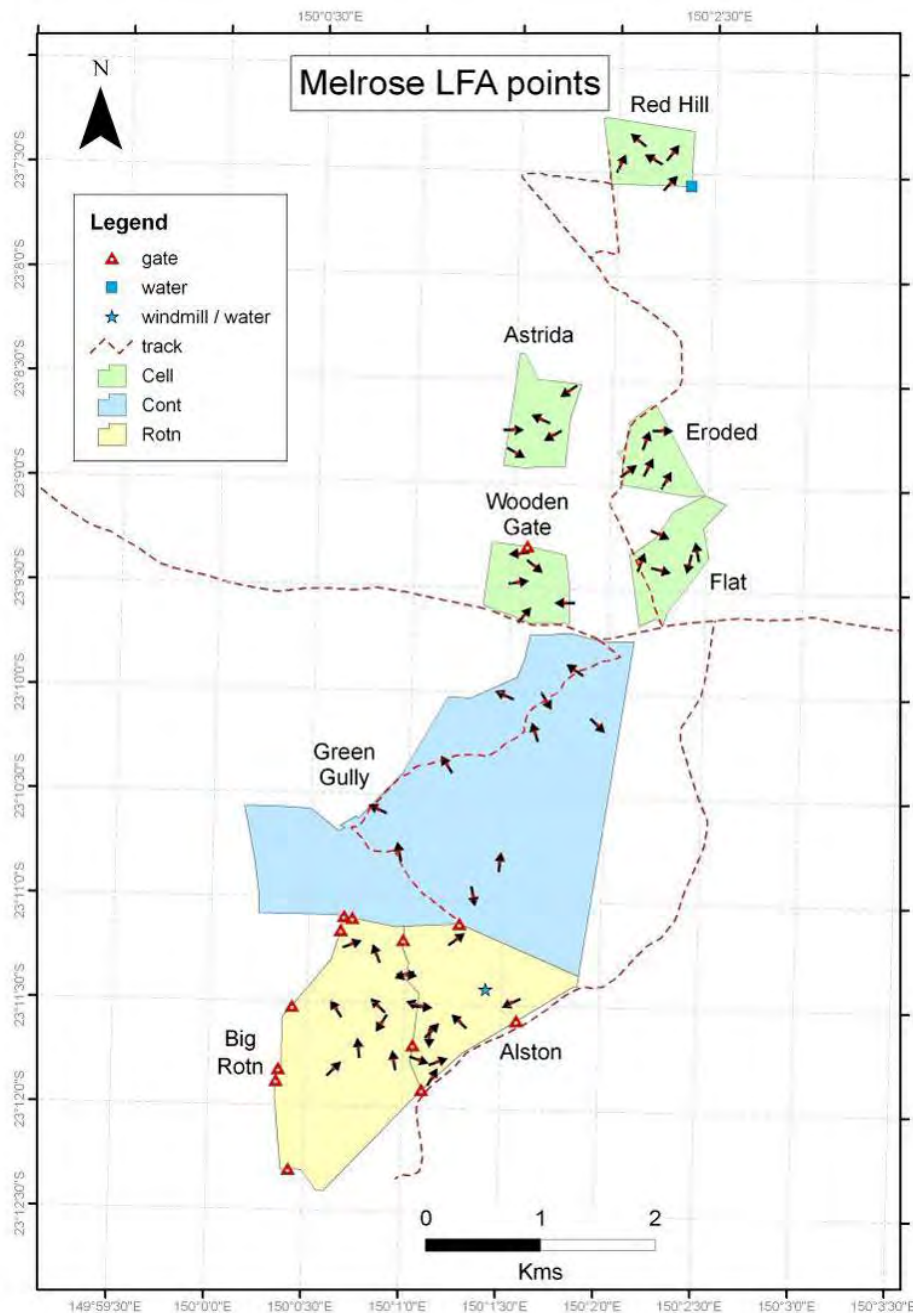 150°0'30"E
150°2'30"E
N
Melrose LFA points
Red Hill
23°7'30"S
Legend
gate
water
windmill / water
track
Cell
Cont
Rotn
23°8'0"S
23°8'30"S
Astrida
Eroded
23°9'0"S
Wooden
Gate
23°9'30"S
Flat
23°10'0"S
Green
Gully
23°10'30"S
23°11'0"S
23°11'30"S
Big
Rotn
Alston
23°12'0"S
23°12'30"S
0
1
2
Kms
149°59'30"E
150°0'0"E
150°0'30"E
150°1'0"E
150°1'30"E
150°2'0"E
150°2'30"E
150°3'0"E
150°3'30"E